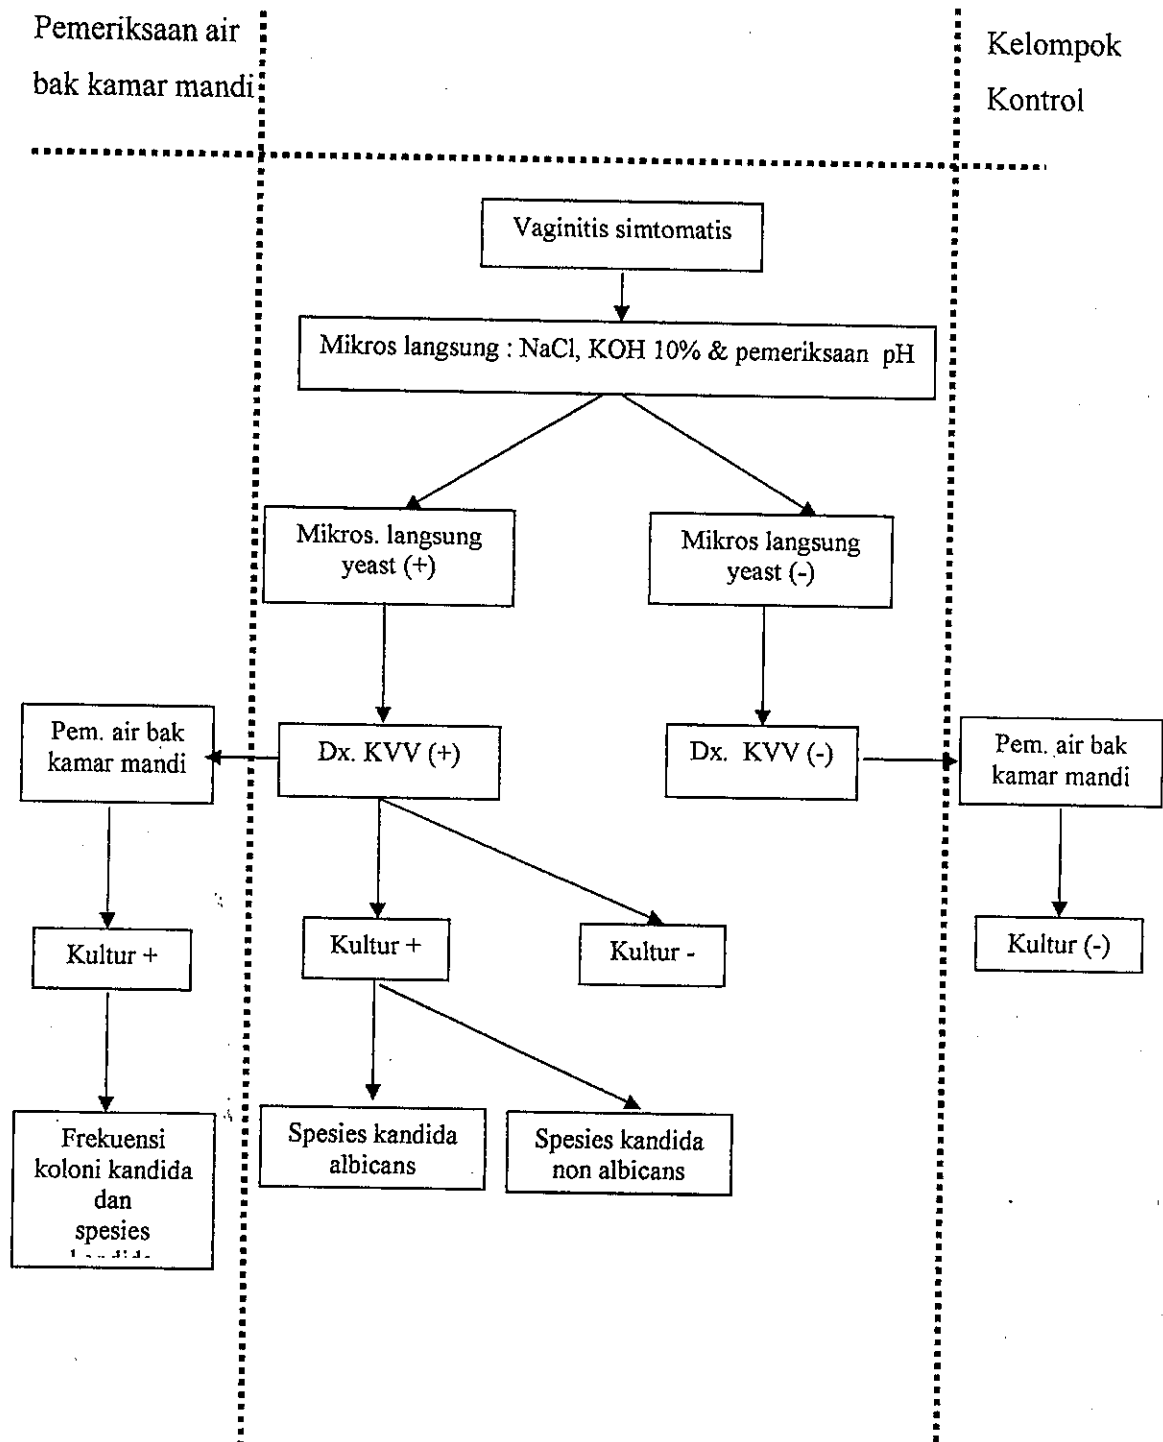 Pemeriksaan air
bak kamar mandi
Kelompok
Kontrol
Vaginitis simtomatis
Mikros langsung : NaCl, KOH 10% & pemeriksaan pH
Mikros. langsung
yeast (+)
Mikros langsung
yeast (-)
Pem. air bak
kamar mandi
Dx. KVV (+)
Dx. KVV (-)
Pem. air bak
kamar mandi
Kultur +
Kultur +
Kultur -
Kultur (-)
Frekuensi
koloni kandida
dan
spesies
Spesies kandida
albicans
Spesies kandida
non albicans